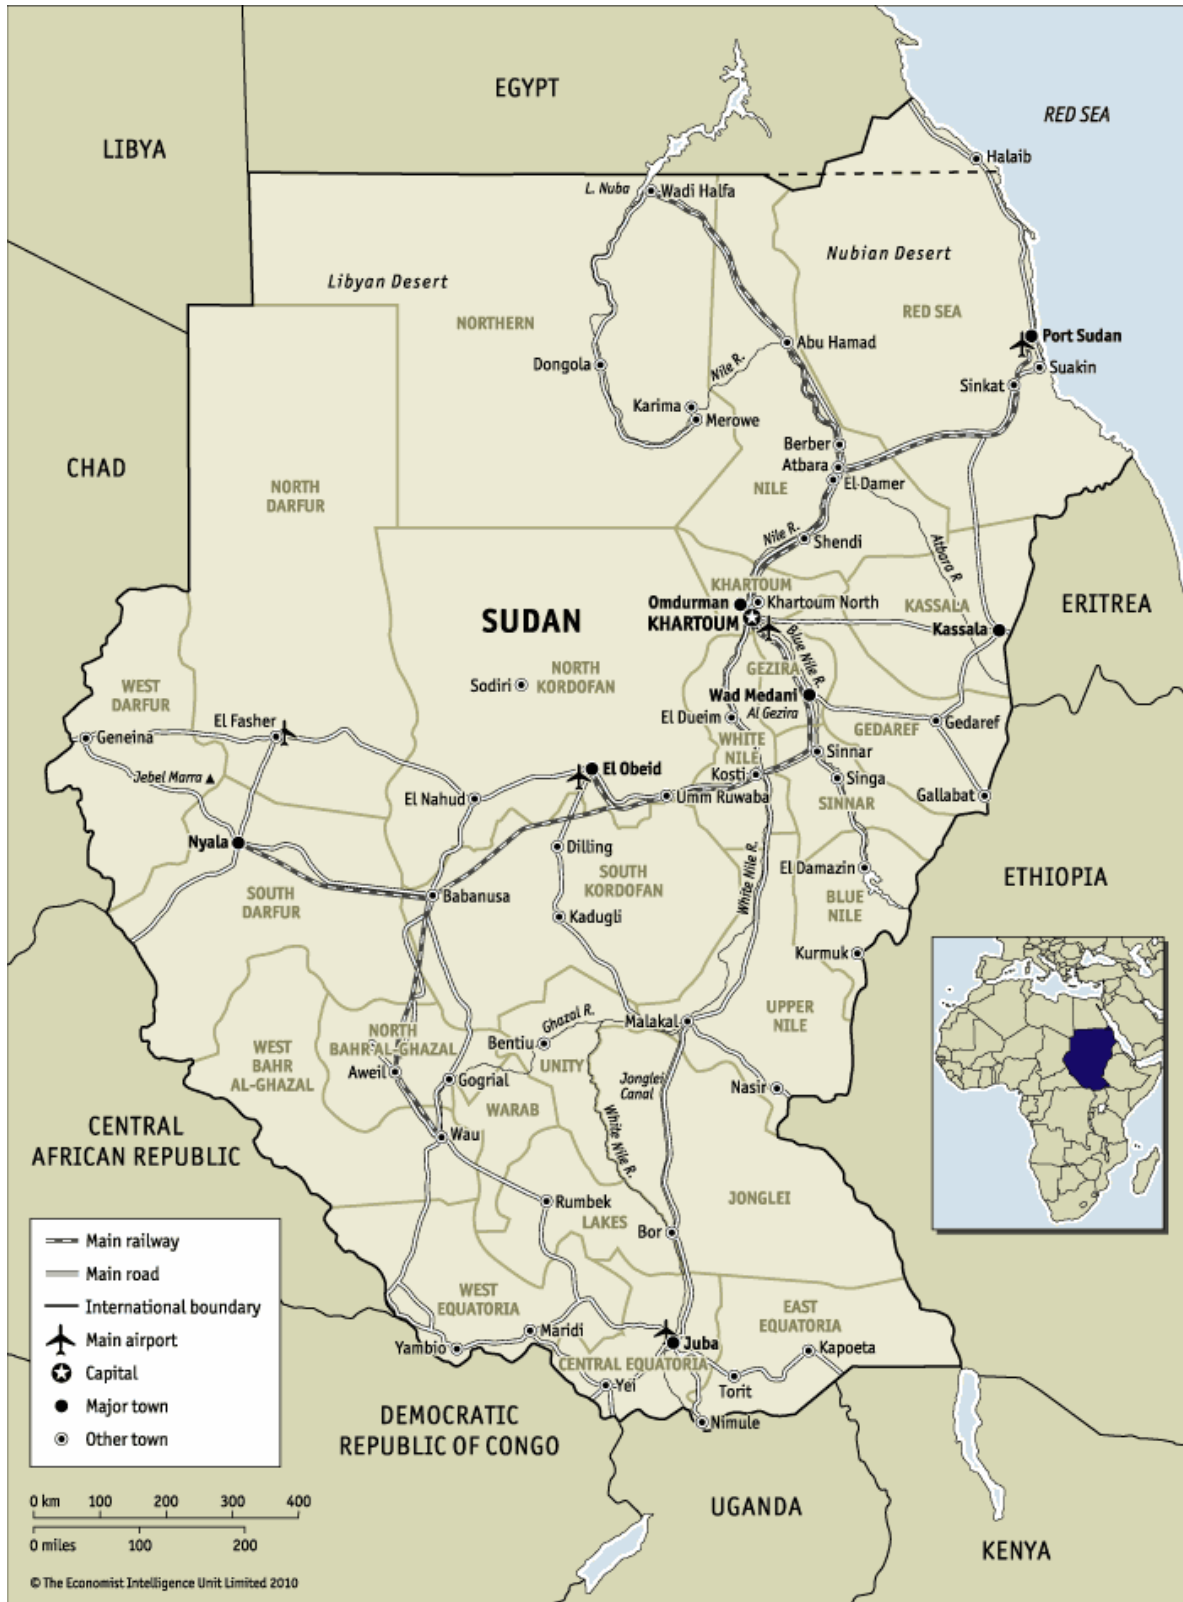 EGYPT
RED SEA
LIBYA
Halaib
L. Nuba
Wadi Halfa
Nubian Desert
Libyan Desert
RED SEA
NORTHERN
Port Sudan
Abu Hamad
Suakin
Dongola
Nile R.
Sinkat
Karima
Merowe
CHAD
Berber
Atbara
El Damer
NORTH
DARFUR
NILE
Nile R.
Shendi
Atbara R
KHARTOUM
Omdurman
Khartoum North
KASSALA
ERITREA
SUDAN
KHARTOUM
Kassala
Blue Nile R.
NORTH
KORDOFAN
GEZIRA
Sodiri
WEST
DARFUR
Wad Medani
Al Gezira
El Fasher
El Dueim
Gedaref
GEDAREF
Geneina
WHITE
NILE
Sinnar
Jebel Marra
El Obeid
Kosti
Singa
El Nahud
Umm Ruwaba
SINNAR
Gallabat
Nyala
Dilling
White Nile R.
El Damazin
SOUTH
KORDOFAN
ETHIOPIA
SOUTH
DARFUR
Babanusa
BLUE
NILE
Kadugli
Kurmuk
UPPER
NILE
Ghazal R.
Malakal
NORTH
BAHR AL-GHAZAL
Bentiu
WEST
BAHR
AL-GHAZAL
UNITY
Aweil
Gogrial
Jonglei
Canal
Nasir
WARAB
CENTRAL
AFRICAN REPUBLIC
Wau
White Nile R.
JONGLEI
Rumbek
LAKES
Bor
Main railway
Main road
International boundary
Main airport
Capital
Major town
Other town
WEST
EQUATORIA
EAST
EQUATORIA
Maridi
Juba
Yambio
Kapoeta
CENTRAL EQUATORIA
Yei
Torit
Nimule
DEMOCRATIC
REPUBLIC OF CONGO
UGANDA
KENYA
0 km 100 200 300 400
0 miles 100 200
© The Economist Intelligence Unit Limited 2010